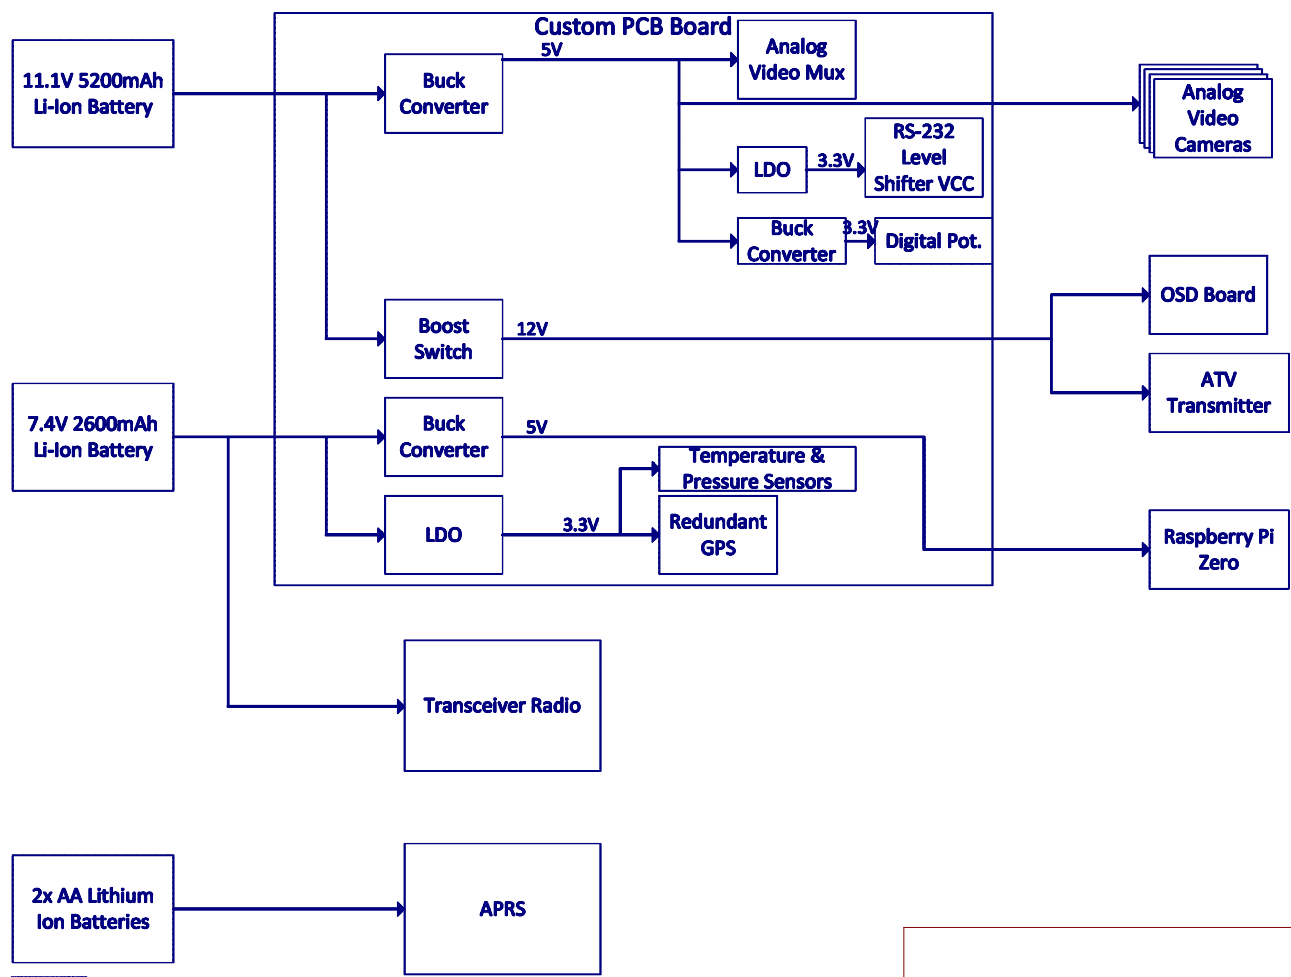 Custom PCB Board
11.1V 5200mAh
Li-Ion Battery
Buck
Converter
5V
Analog
Video Mux
Analog
Video
Cameras
LDO
3.3V
RS-232
Level
Shifter VCC
Buck
Converter
3.3V
Digital Pot.
Boost
Switch
12V
OSD Board
ATV
Transmitter
7.4V 2600mAh
Li-Ion Battery
Buck
Converter
5V
Temperature &
Pressure Sensors
LDO
3.3V
Redundant
GPS
Raspberry Pi
Zero
Transceiver Radio
2x AA Lithium
Ion Batteries
APRS